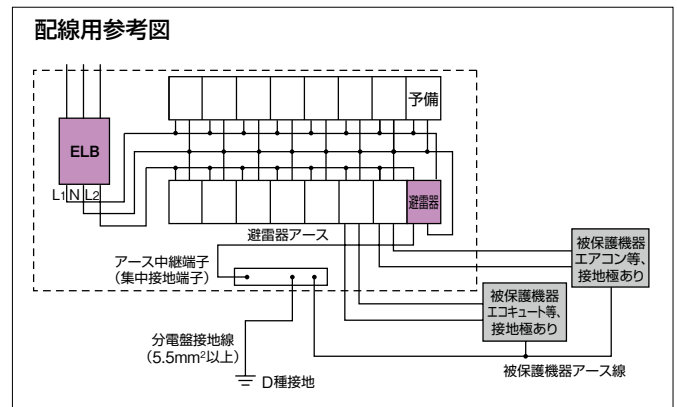 配線用参考図
予備
ELB
L1 N L2
避雷器
避雷器アース
アース中継端子
（集中接地端子）
被保護機器
エアコン等、
接地極あり
被保護機器
エコキュート等、
接地極あり
分電盤接地線
（5.5mm²以上）
D種接地
被保護機器アース線